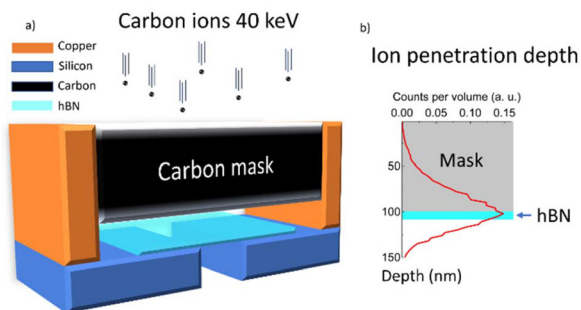 a)
Carbon ions 40 keV
Copper
Silicon
Carbon
hBN
Carbon mask
b)
Ion penetration depth
Counts per volume (a. u.)
0.00 0.05 0.10 0.15
Mask
50
100
hBN
150
Depth (nm)